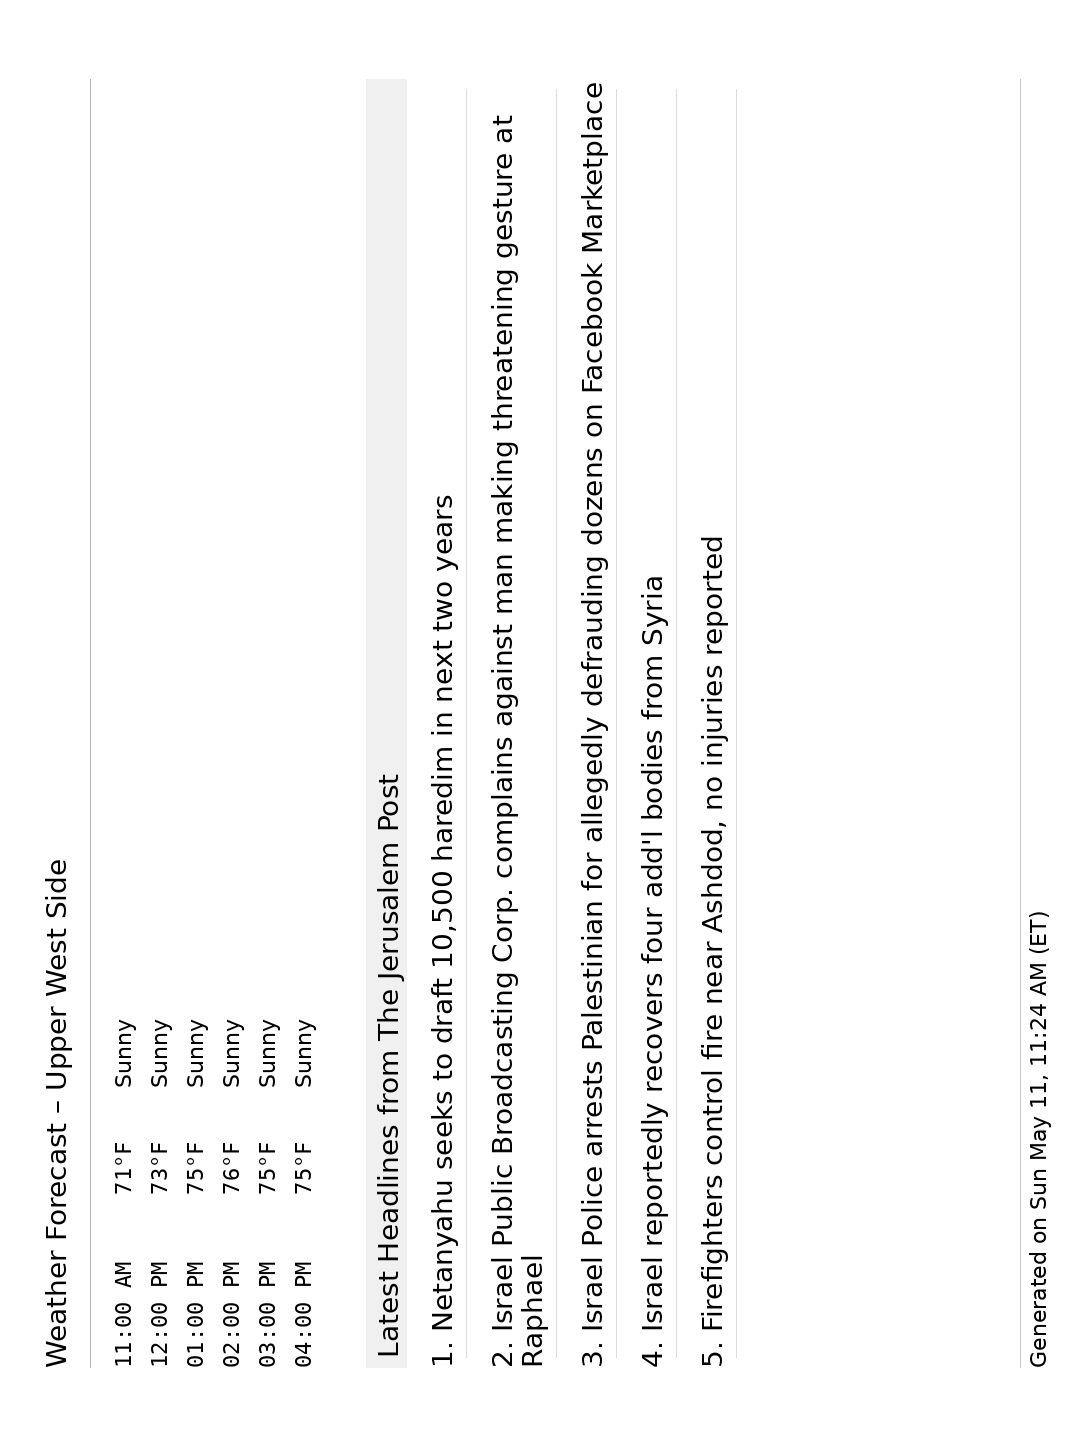 Weather Forecast – Upper West Side
11:00 AM 71°F Sunny
12:00 PM 73°F Sunny
01:00 PM 75°F Sunny
02:00 PM 76°F Sunny
03:00 PM 75°F Sunny
04:00 PM 75°F Sunny
Latest Headlines from The Jerusalem Post
1. Netanyahu seeks to draft 10,500 haredim in next two years
2. Israel Public Broadcasting Corp. complains against man making threatening gesture at
Raphael
3. Israel Police arrests Palestinian for allegedly defrauding dozens on Facebook Marketplace
4. Israel reportedly recovers four add'l bodies from Syria
5. Firefighters control fire near Ashdod, no injuries reported
Generated on Sun May 11, 11:24 AM (ET)